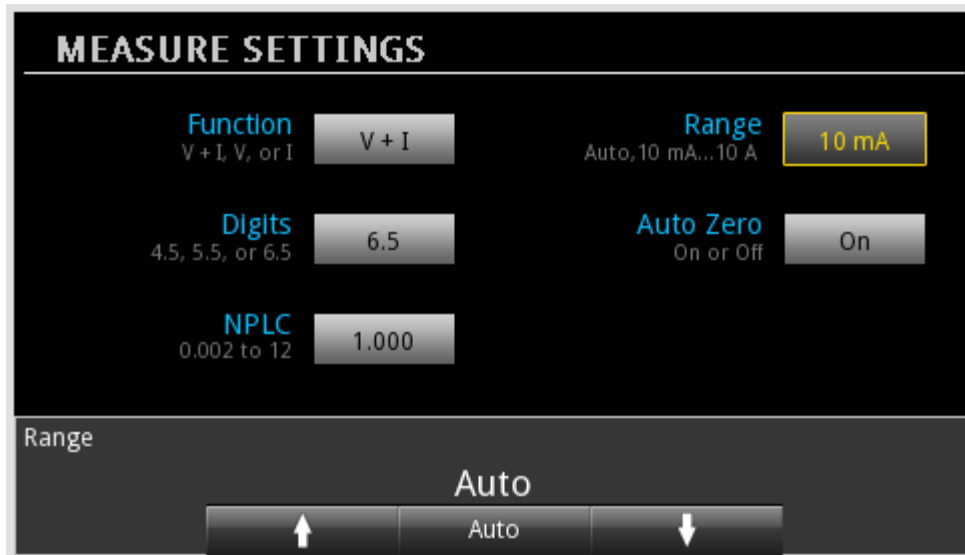 MEASURE SETTINGS
Function
V + I, V, or I
V + I
Range
Auto,10 mA...10 A
10 mA
Digits
4.5, 5.5, or 6.5
6.5
Auto Zero
On or Off
On
NPLC
0.002 to 12
1.000
Range
Auto
Auto